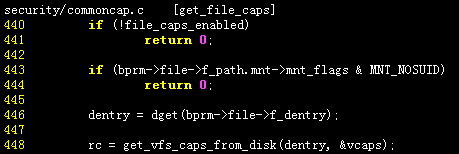 security/commoncap.c    [get_file_caps]
440         if (!file_caps_enabled)
441                 return 0;
442
443         if (bprm->file->f_path.mnt->mnt_flags & MNT_NOSUID)
444                 return 0;
445
446         dentry = dget(bprm->file->f_dentry);
447
448         rc = get_vfs_caps_from_disk(dentry, &vcaps);